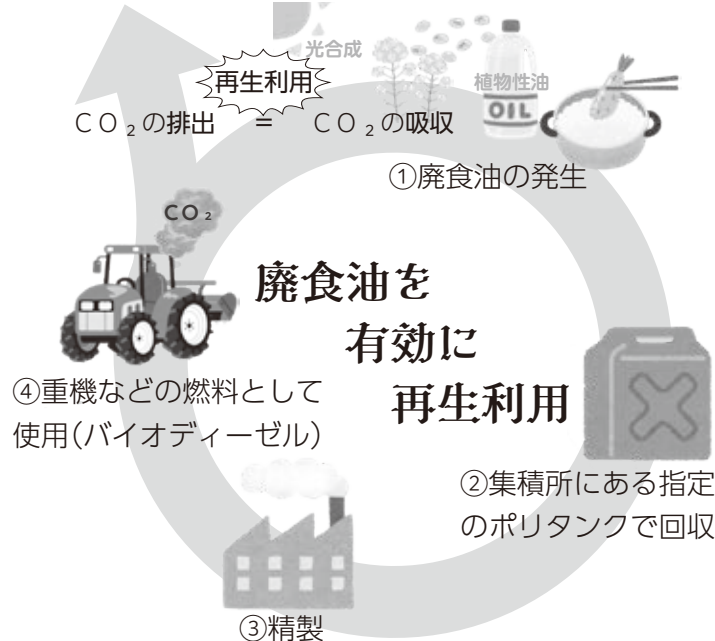 光合成
再生利用
植物性油
OIL
CO₂の排出 = CO₂の吸収
①廃食油の発生
CO₂
廃食油を
有効に
再生利用
④重機などの燃料として
使用(バイオディーゼル)
②集積所にある指定
のポリタンクで回収
③精製